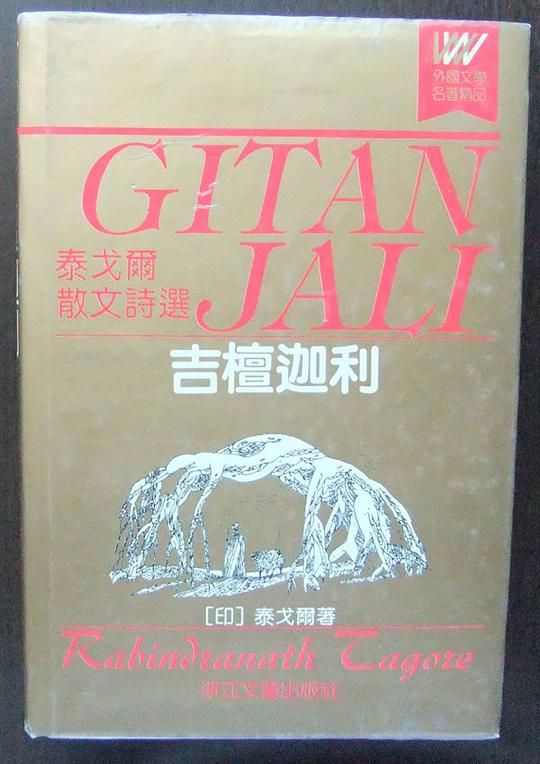 外國文學
名著精品
GITAN
JALI
泰戈爾
散文詩選
吉檀迦利
［印］泰戈爾著
Rabindranath Tagore
浙江文藝出版社